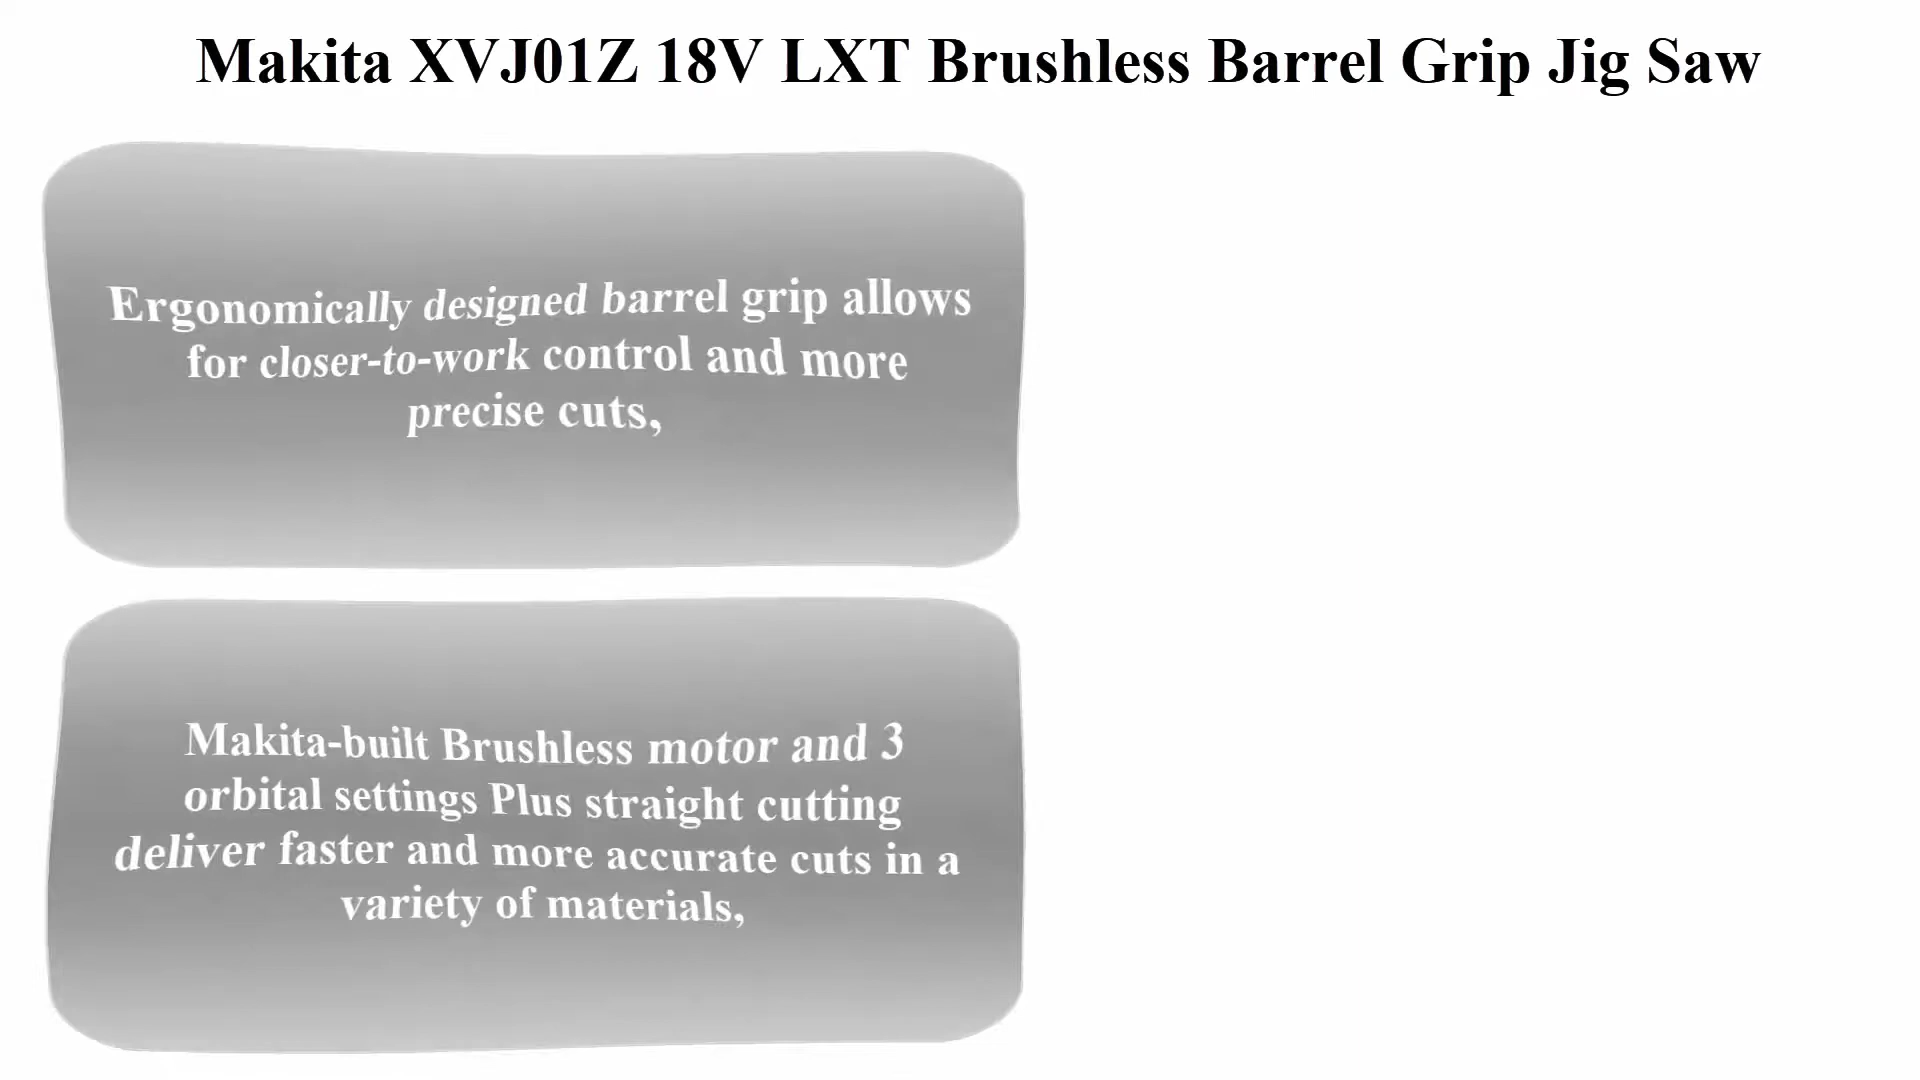 Makita XVJ01Z 18V LXT Brushless Barrel Grip Jig Saw
Ergonomically designed barrel grip allows
for closer-to-work control and more
precise cuts,
Makita-built Brushless motor and 3
orbital settings Plus straight cutting
deliver faster and more accurate cuts in a
variety of materials,